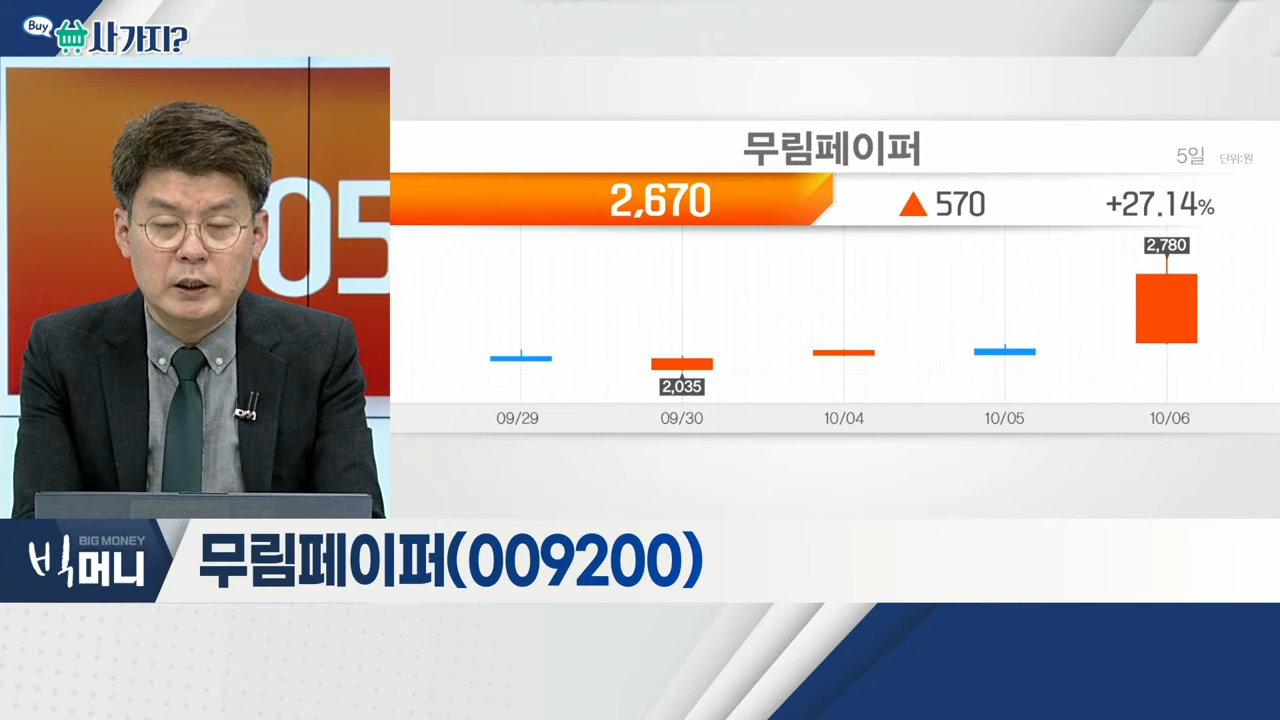 Buy
사가지?
05
무림페이퍼
5일 단위:원
2,670 ▲ 570 +27.14%
2,780
2,035
09/29 09/30 10/04 10/05 10/06
BIG MONEY
빅머니
무림페이퍼(009200)